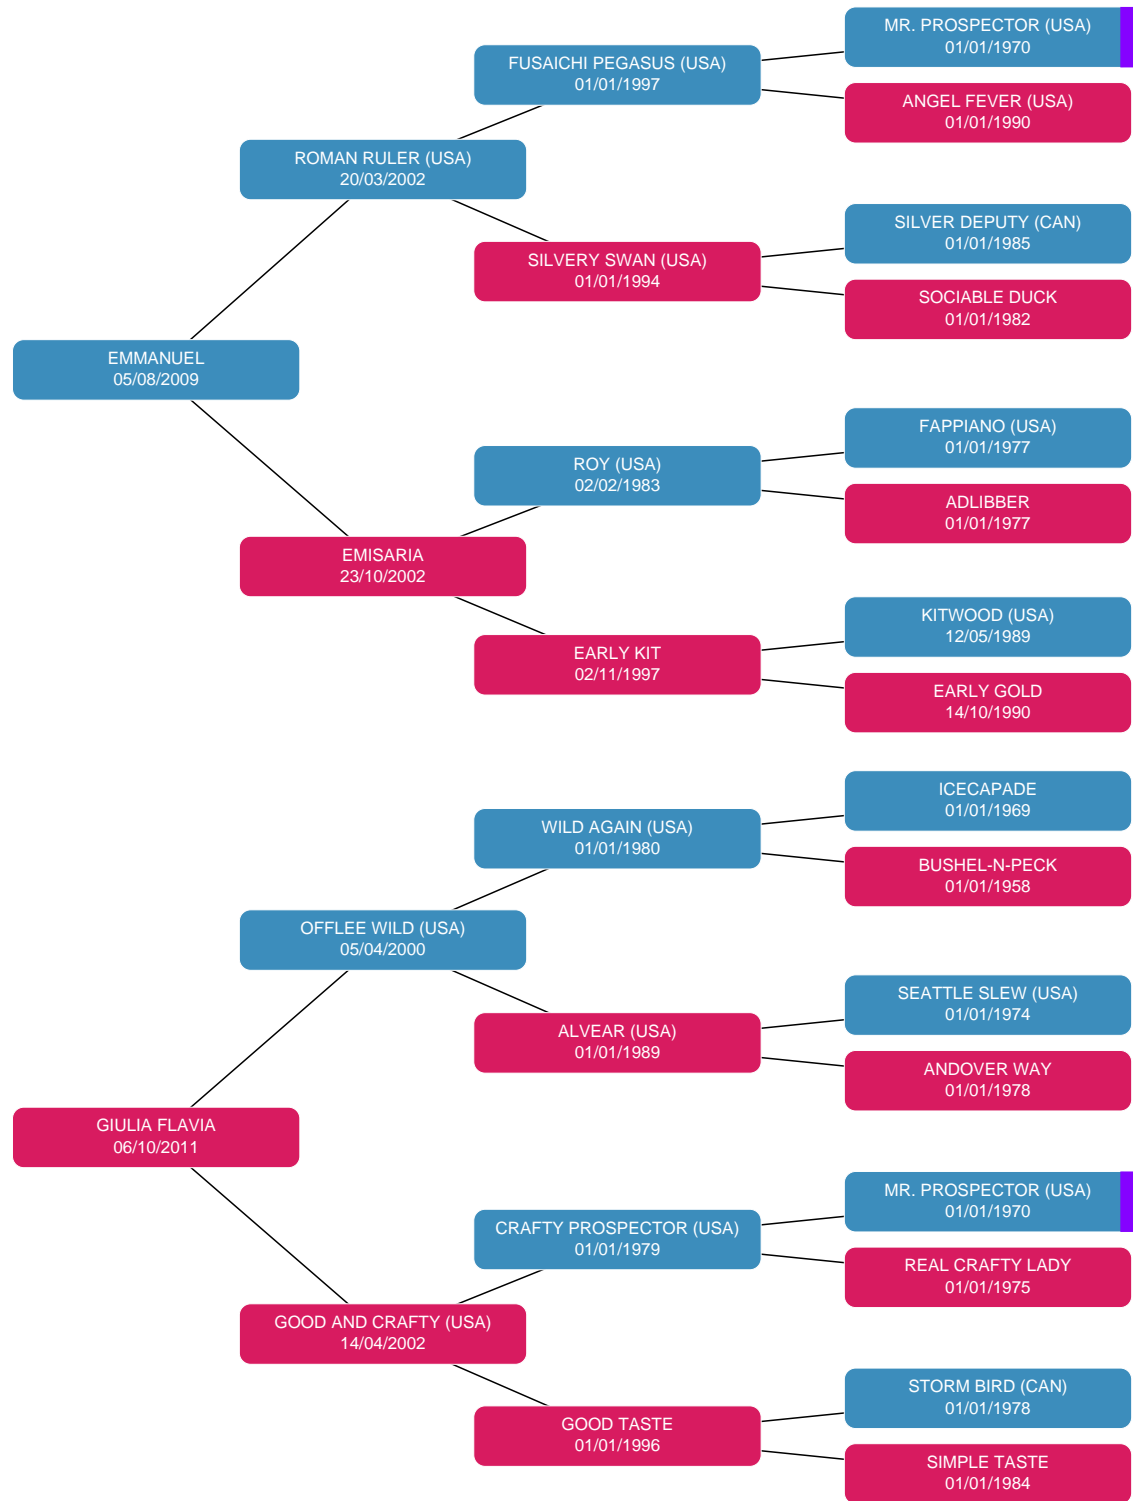 MR. PROSPECTOR (USA)
01/01/1970
FUSAICHI PEGASUS (USA)
01/01/1997
ANGEL FEVER (USA)
01/01/1990
ROMAN RULER (USA)
20/03/2002
SILVER DEPUTY (CAN)
01/01/1985
SILVERY SWAN (USA)
01/01/1994
SOCIABLE DUCK
01/01/1982
EMMANUEL
05/08/2009
FAPPIANO (USA)
01/01/1977
ROY (USA)
02/02/1983
ADLIBBER
01/01/1977
EMISARIA
23/10/2002
KITWOOD (USA)
12/05/1989
EARLY KIT
02/11/1997
EARLY GOLD
14/10/1990
ICECAPADE
01/01/1969
WILD AGAIN (USA)
01/01/1980
BUSHEL-N-PECK
01/01/1958
OFFLEE WILD (USA)
05/04/2000
SEATTLE SLEW (USA)
01/01/1974
ALVEAR (USA)
01/01/1989
ANDOVER WAY
01/01/1978
GIULIA FLAVIA
06/10/2011
MR. PROSPECTOR (USA)
01/01/1970
CRAFTY PROSPECTOR (USA)
01/01/1979
REAL CRAFTY LADY
01/01/1975
GOOD AND CRAFTY (USA)
14/04/2002
STORM BIRD (CAN)
01/01/1978
GOOD TASTE
01/01/1996
SIMPLE TASTE
01/01/1984